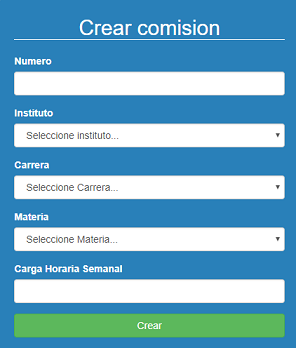 Crear comision
Numero
Instituto
Seleccione instituto...
Carrera
Seleccione Carrera...
Materia
Seleccione Materia...
Carga Horaria Semanal
Crear